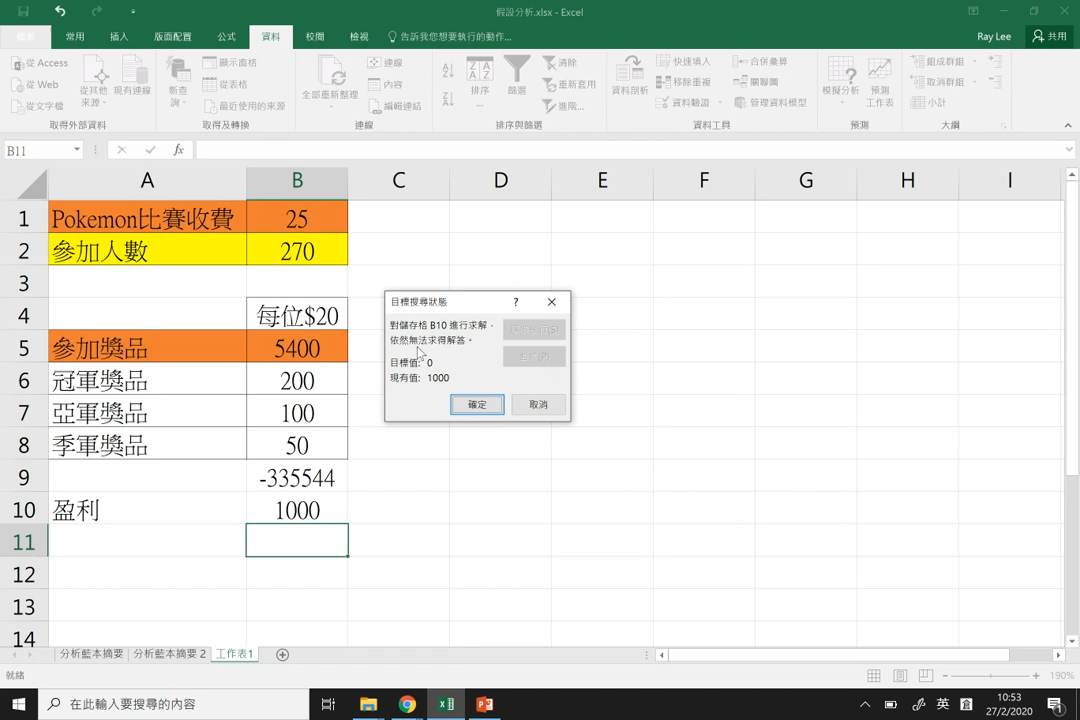 假設分析.xlsx - Excel
常用 插入 版面配置 公式 資料 校閱 檢視 告訴我您想要執行的動作... Ray Lee 共用
從 Access
從 Web
從文字檔
從其他
來源
現有連線
新查
詢
顯示查詢
從表格
最近使用的來源
全部重新整理
連線
內容
編輯連結
排序
...
篩選
清除
重新套用
進階...
資料剖析
快速填入
移除重複
資料驗證
合併彙算
關聯圖
管理資料模型
模擬分析
預測
工作表
組成群組
取消群組
小計
取得外部資料 取得及轉換 連線 排序與篩選 資料工具 預測 大綱
B11 fx
A B C D E F G H I
1 Pokemon比賽收費 25
2 參加人數 270
3
4 每位$20
5 參加獎品 5400
6 冠軍獎品 200
7 亞軍獎品 100
8 季軍獎品 50
9 -335544
10 盈利 1000
11
12
13
14
目標搜尋狀態 ?
對儲存格 B10 進行求解，
依然無法求得解答。
目標值: 0
現有值: 1000
確定 取消
分析藍本摘要 分析藍本摘要 2 工作表1
就緒 190%
在此輸入要搜尋的內容
英
10:53
27/2/2020
1